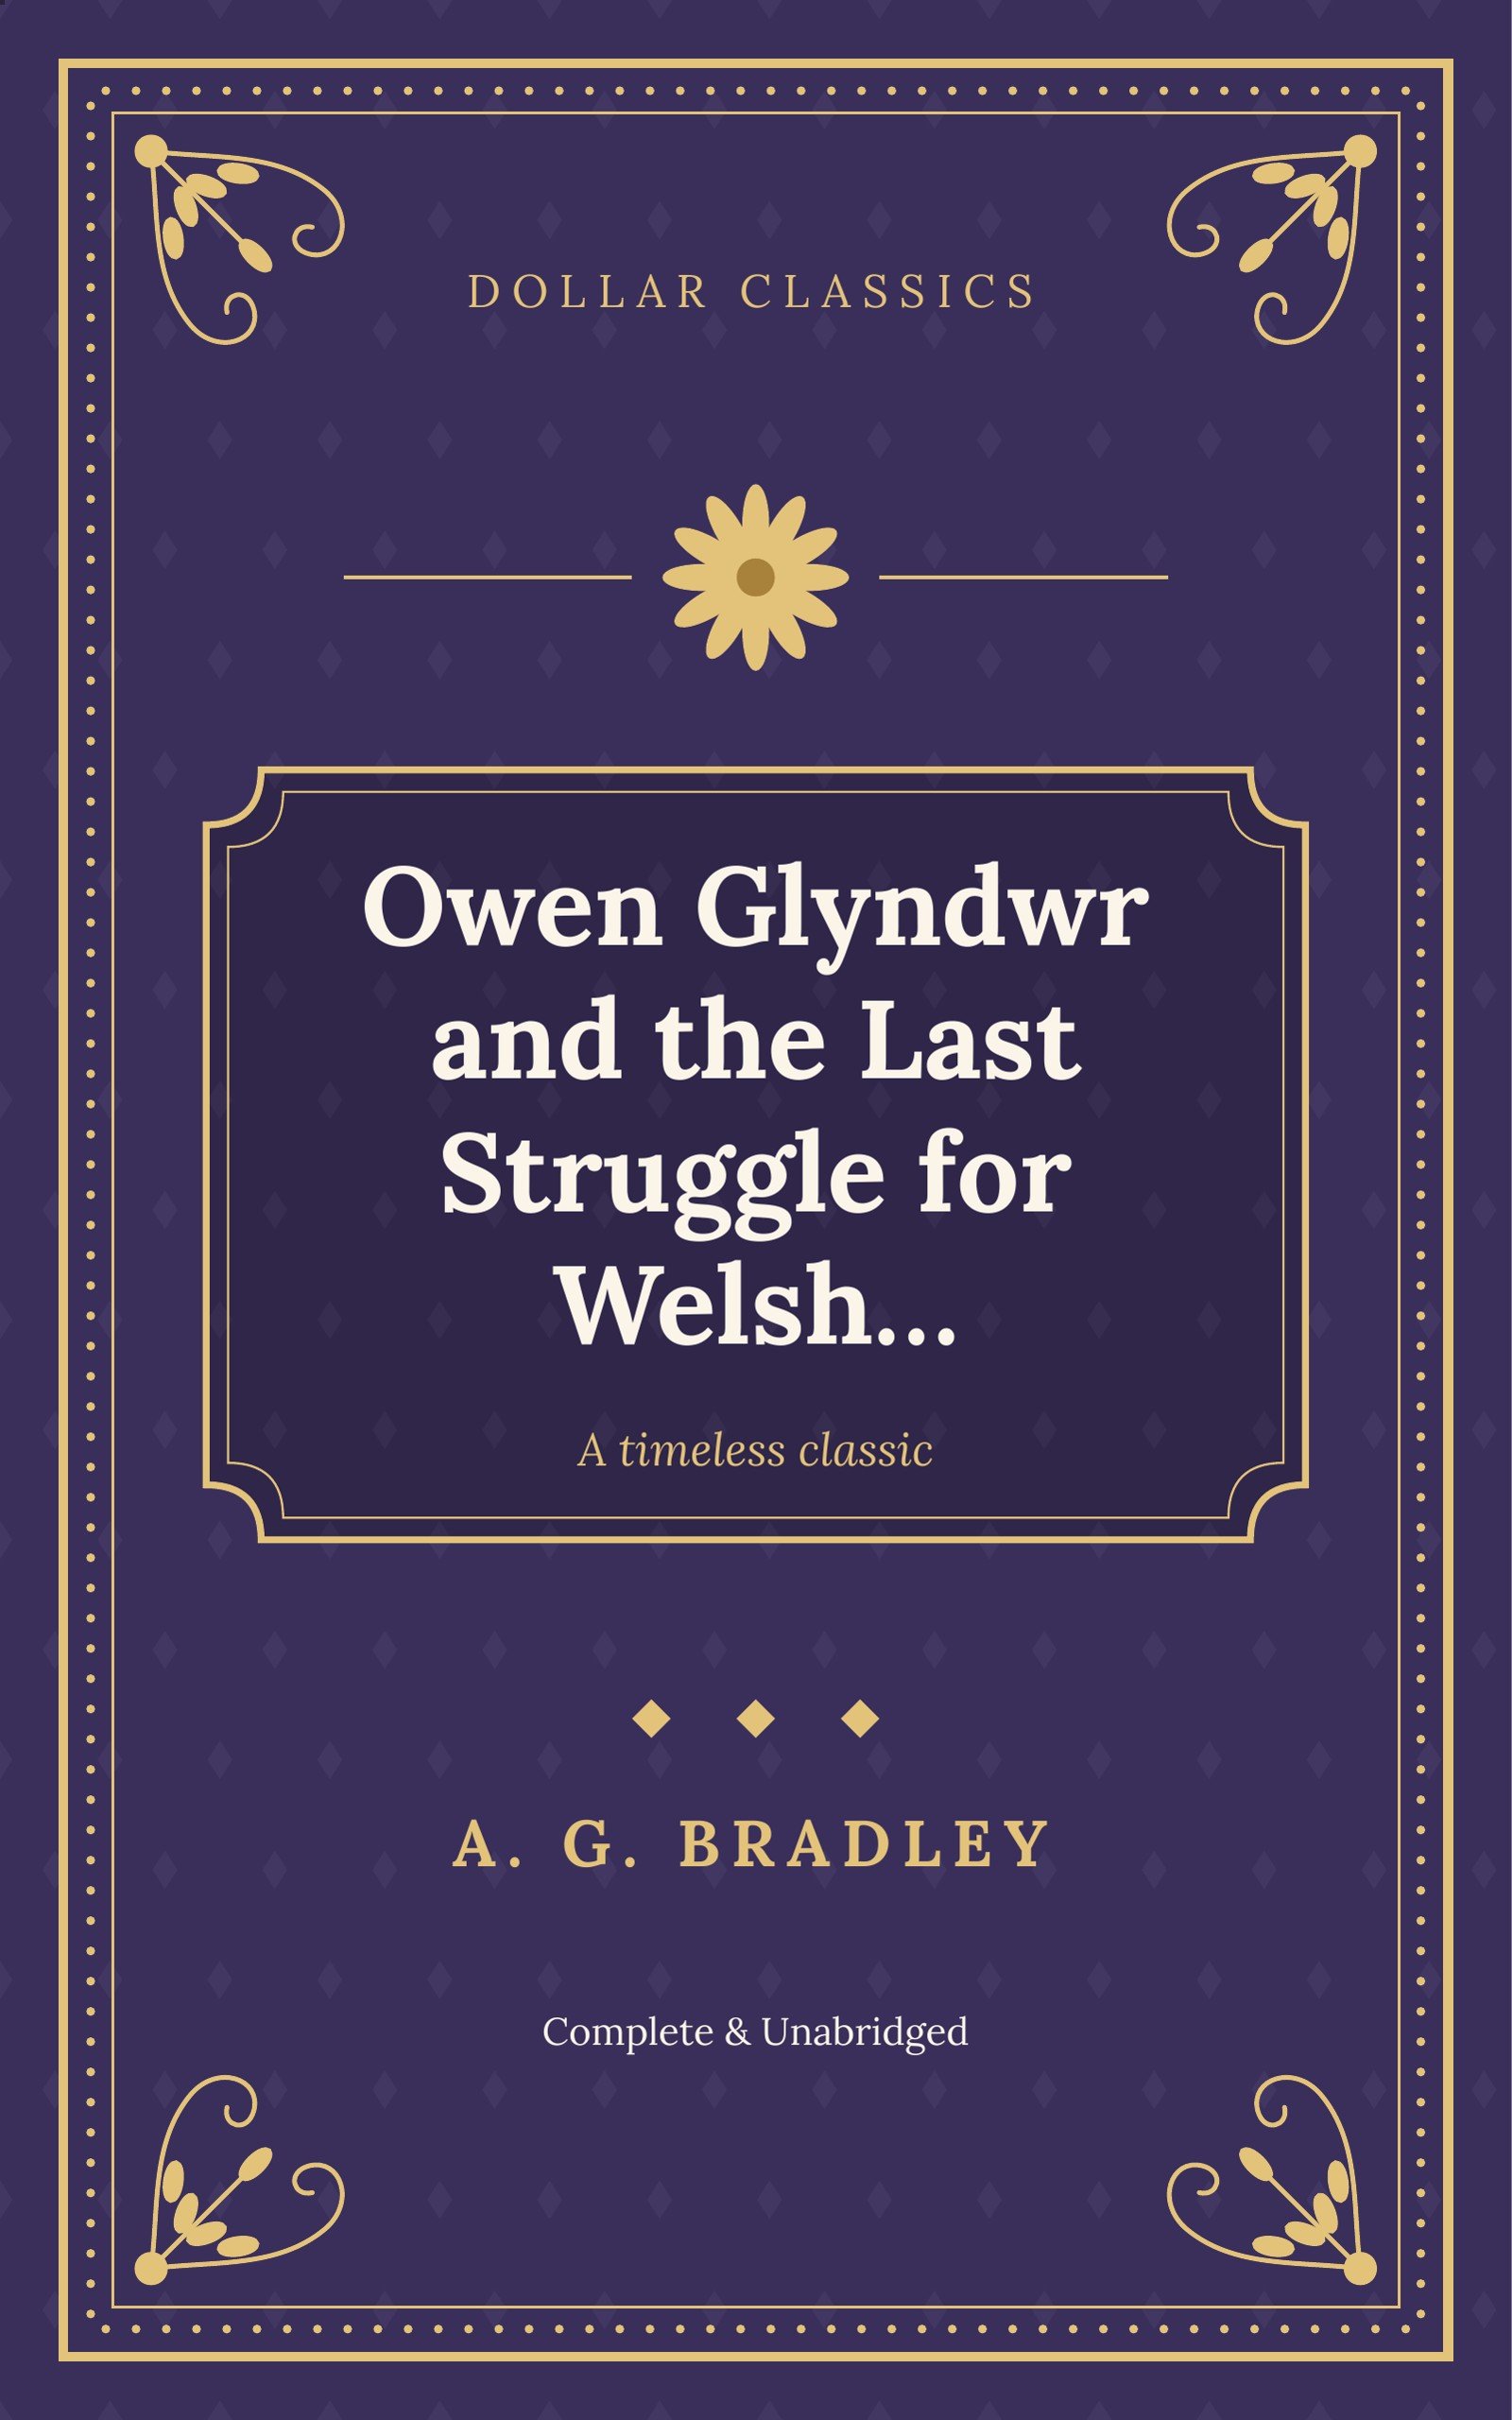 DOLLAR CLASSICS
Owen Glyndwr
and the Last
Struggle for
Welsh...
A timeless classic
A. G. BRADLEY
Complete & Unabridged